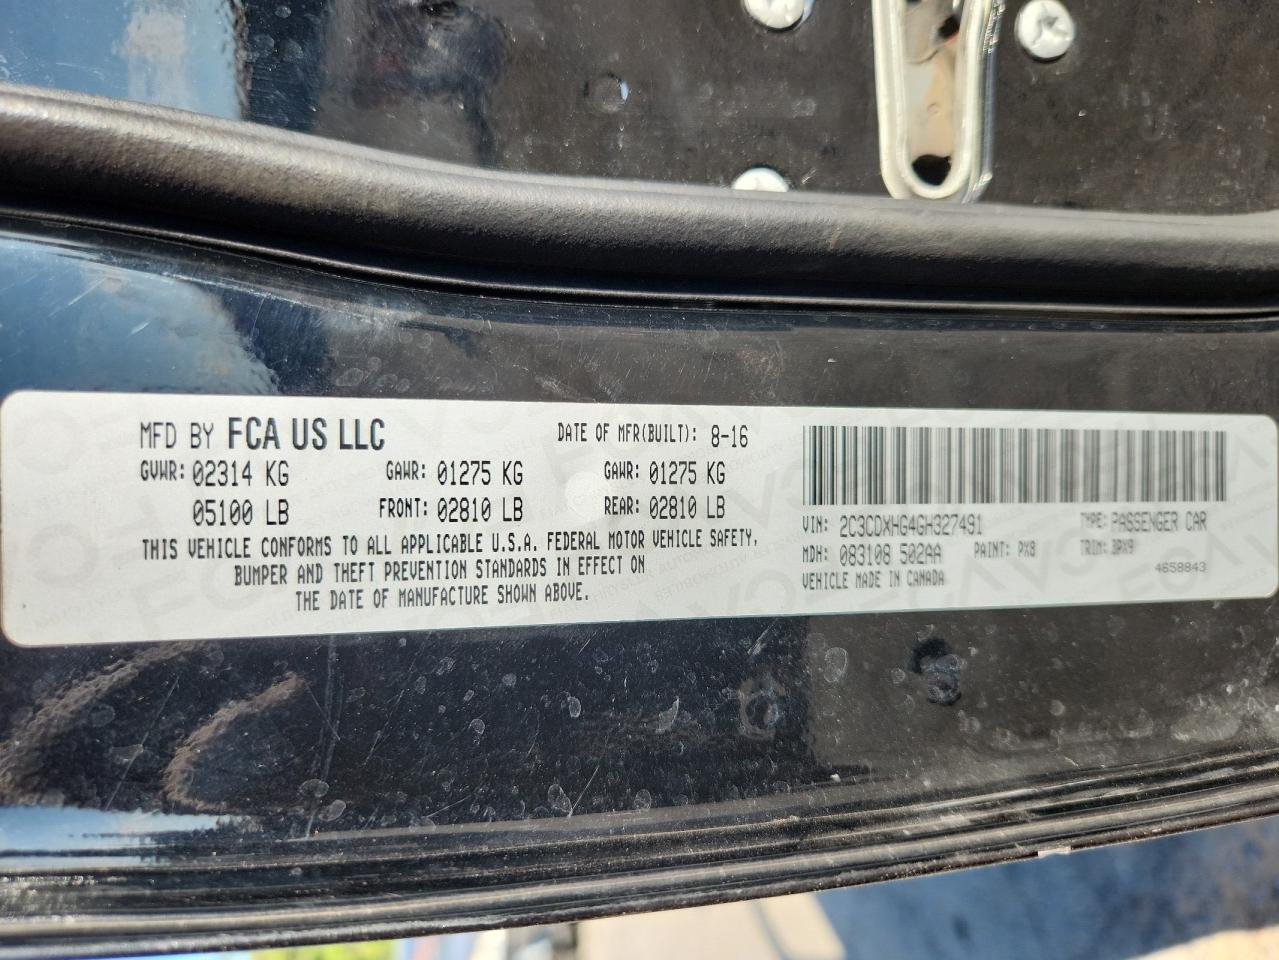 MFD BY FCA US LLC DATE OF MFR(BUILT): 8-16
GVWR: 02314 KG GAWR: 01275 KG GAWR: 01275 KG
05100 LB FRONT: 02810 LB REAR: 02810 LB
THIS VEHICLE CONFORMS TO ALL APPLICABLE U.S.A. FEDERAL MOTOR VEHICLE SAFETY,
BUMPER AND THEFT PREVENTION STANDARDS IN EFFECT ON
THE DATE OF MANUFACTURE SHOWN ABOVE.
VIN: 2C3CDXHG4GH327491 TYPE: PASSENGER CAR
MDH: 083108 502AA PAINT: PX8 TRIM:
VEHICLE MADE IN CANADA 4658843